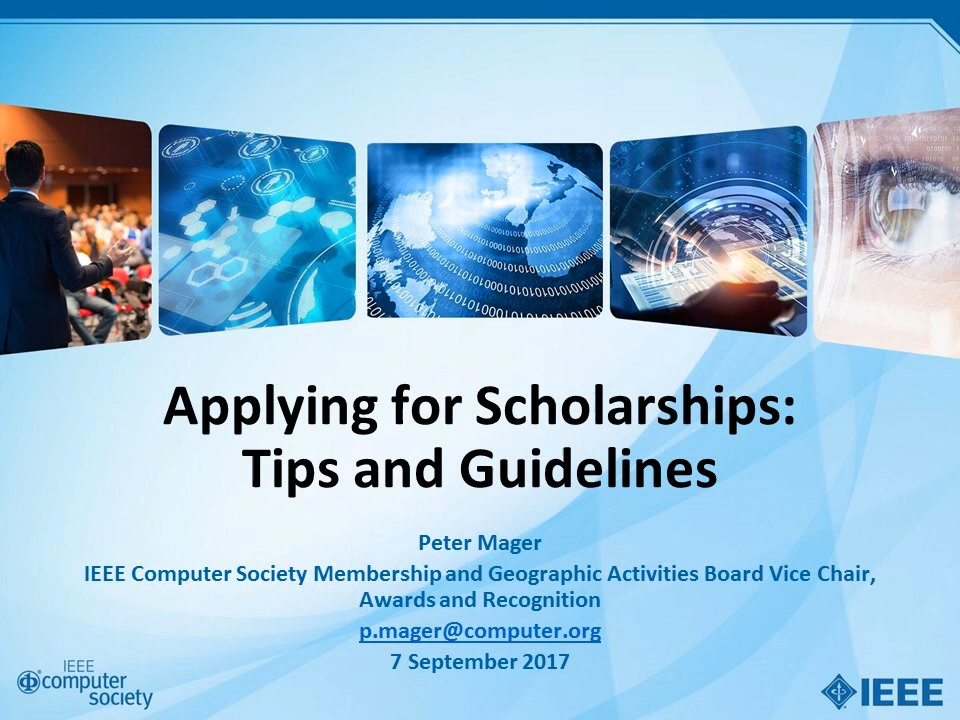 Applying for Scholarships:
Tips and Guidelines
Peter Mager
IEEE Computer Society Membership and Geographic Activities Board Vice Chair,
Awards and Recognition
p.mager@computer.org
7 September 2017
IEEE
computer
society
IEEE